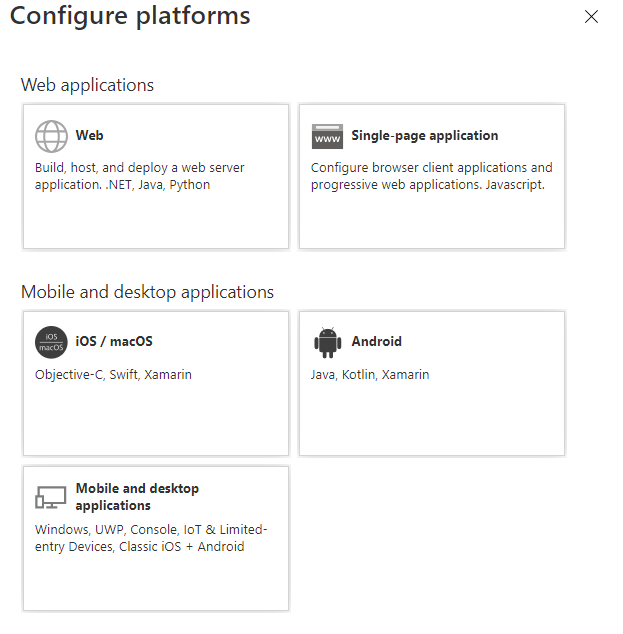 Configure platforms
Web applications
Web
Build, host, and deploy a web server
application. .NET, Java, Python
www
Single-page application
Configure browser client applications and
progressive web applications. Javascript.
Mobile and desktop applications
iOS
macOS
iOS / macOS
Objective-C, Swift, Xamarin
Android
Java, Kotlin, Xamarin
Mobile and desktop
applications
Windows, UWP, Console, IoT & Limited-
entry Devices, Classic iOS + Android